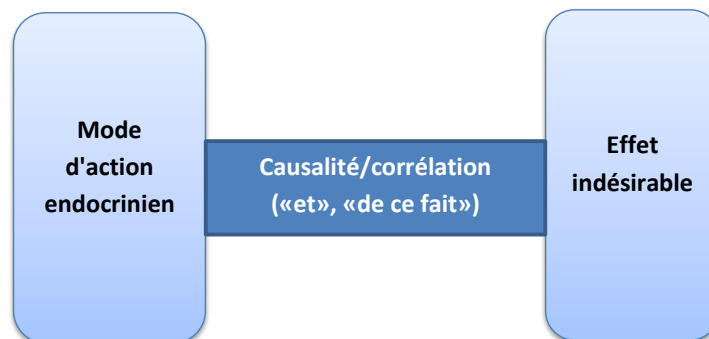 Mode
d'action
endocrinien
Causalité/corrélation
(«et», «de ce fait»)
Effet
indésirable